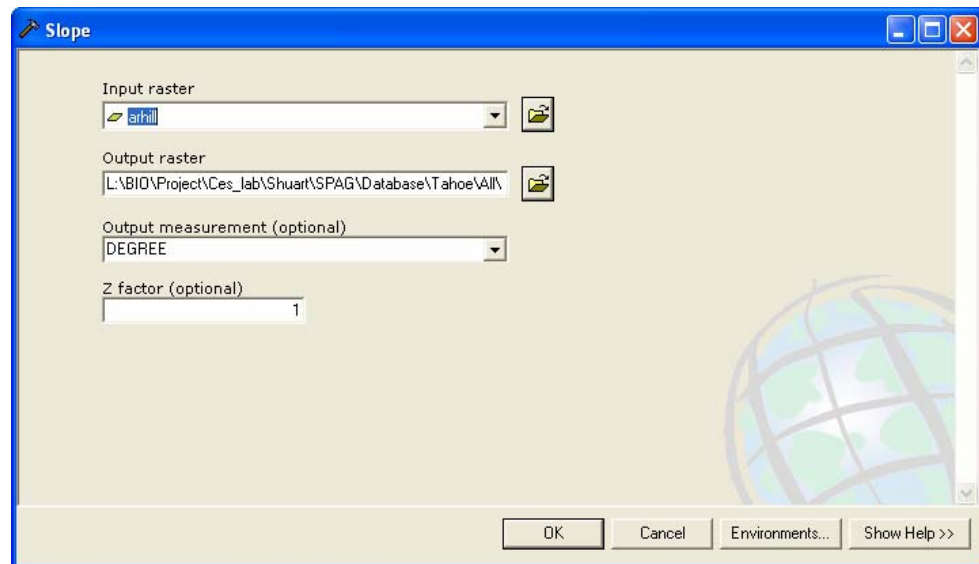 Slope
Input raster
arhill
Output raster
L:\BIO\Project\Ces_lab\Shuart\SPAG\Database\Tahoe\All\
Output measurement (optional)
DEGREE
Z factor (optional)
1
OK Cancel Environments... Show Help >>